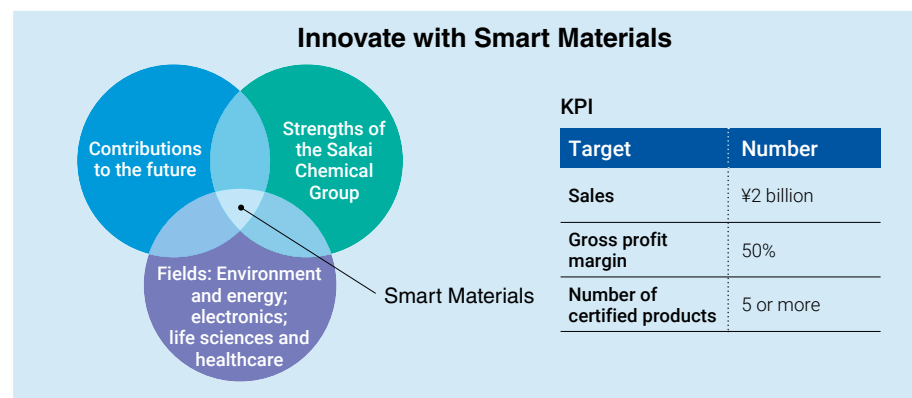 Innovate with Smart Materials
Contributions
to the future
Strengths of
the Sakai
Chemical
Group
Fields: Environment
and energy;
electronics;
life sciences and
healthcare
Smart Materials
KPI
Target Number
Sales ¥2 billion
Gross profit
margin 50%
Number of
certified products 5 or more